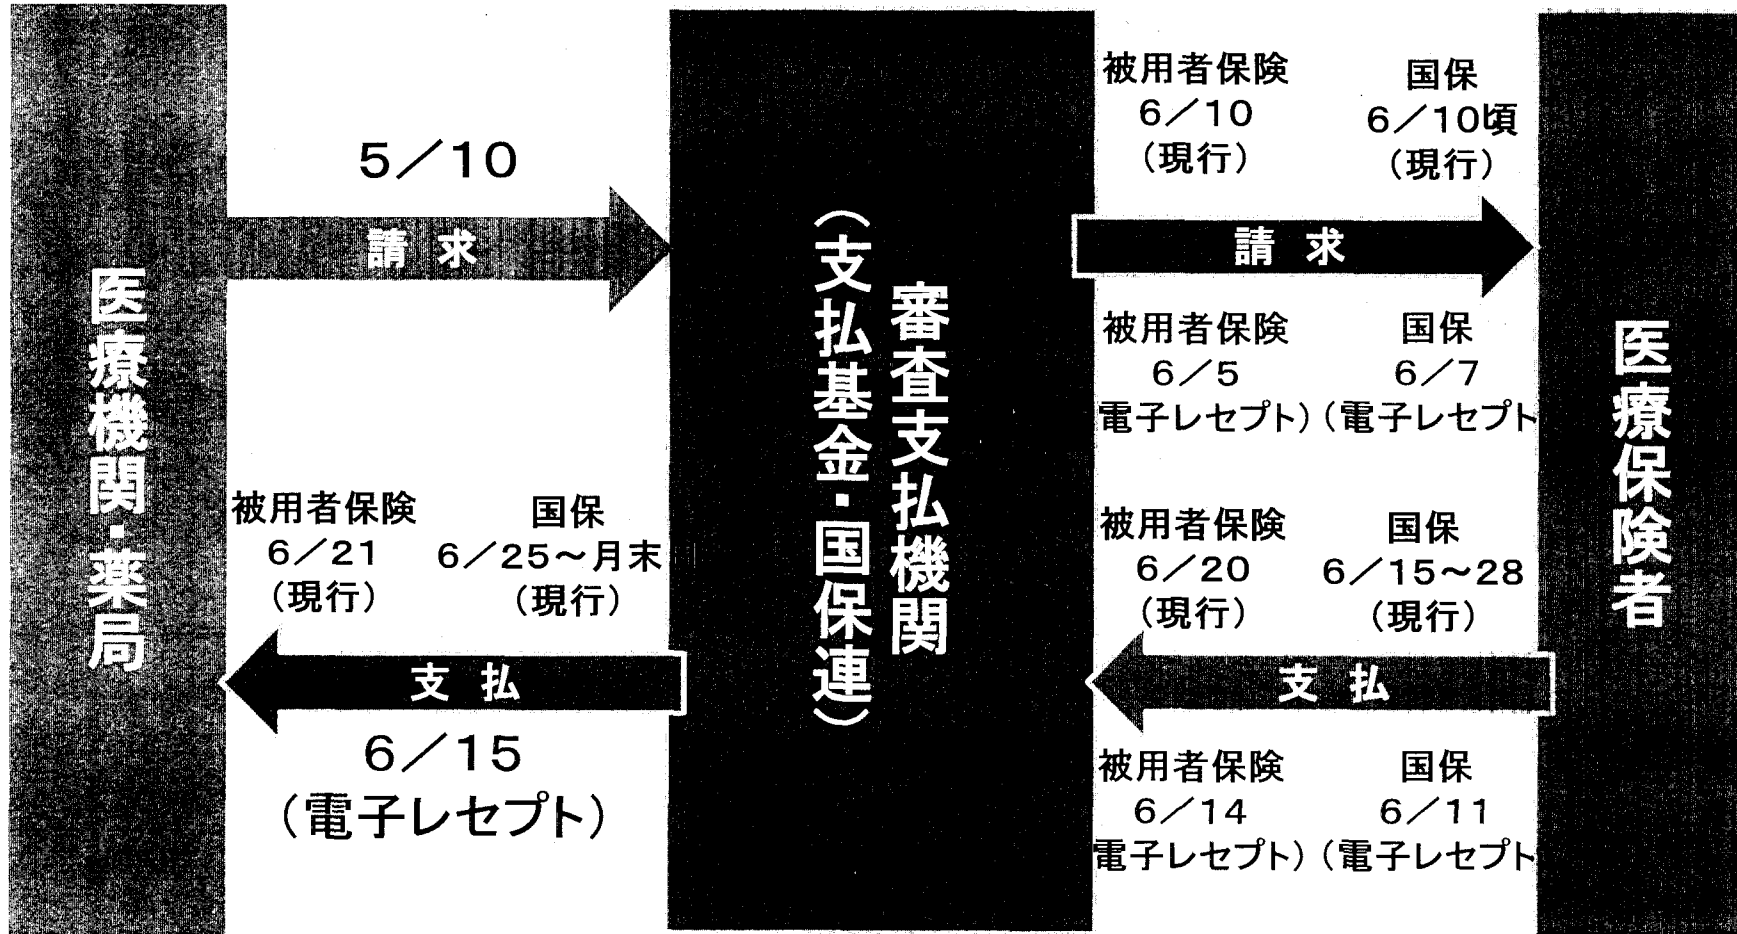 医療機関・薬局
5／10
請求
被用者保険
6／21
（現行）
国保
6／25～月末
（現行）
支払
6／15
（電子レセプト）
審査支払機関
（支払基金・国保連）
被用者保険
6／10
（現行）
国保
6／10頃
（現行）
請求
被用者保険
6／5
電子レセプト）
国保
6／7
（電子レセプト
被用者保険
6／20
（現行）
国保
6／15～28
（現行）
支払
被用者保険
6／14
電子レセプト）
国保
6／11
（電子レセプト
医療保険者